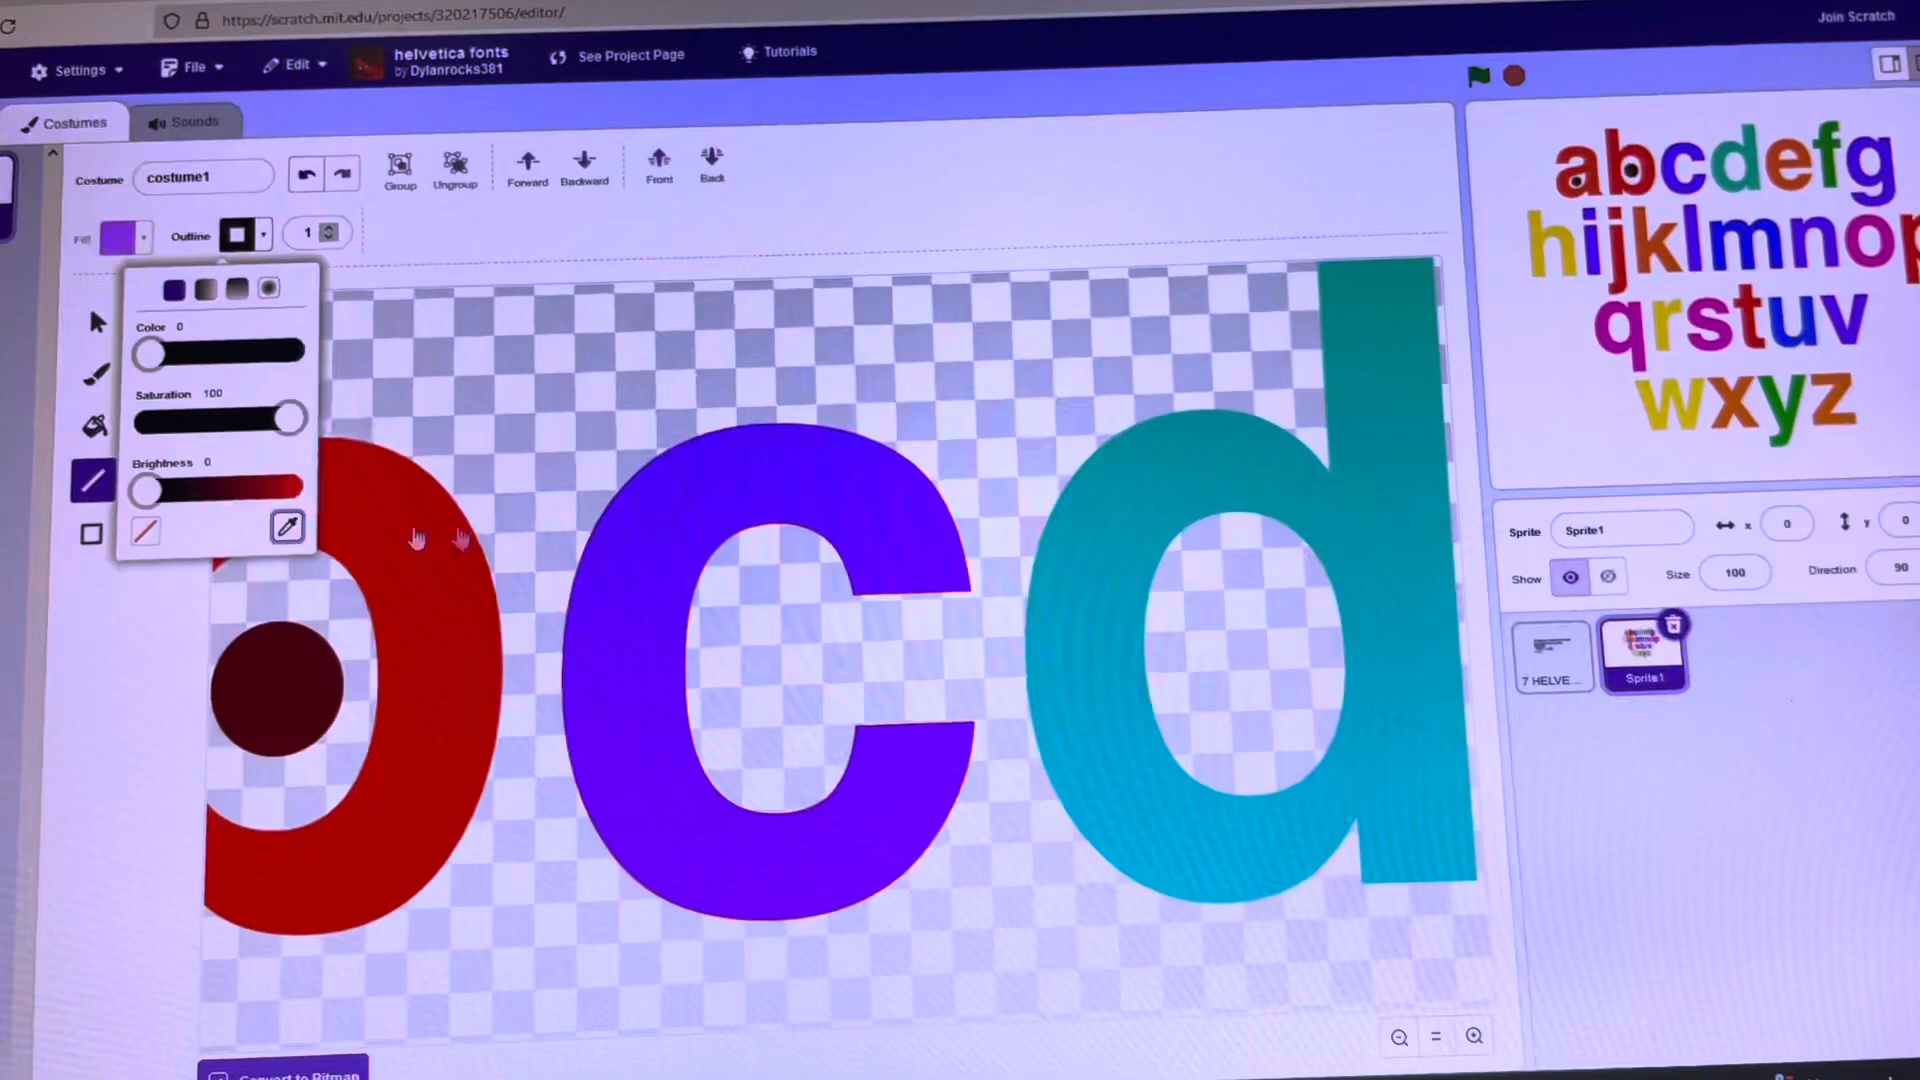 https://scratch.mit.edu/projects/320217506/editor/
Join Scratch
Settings
File
Edit
helvetica fonts
by Dylanrocks381
See Project Page
Tutorials
Costumes
Sounds
Costume
costume1
Group
Ungroup
Forward
Backward
Front
Back
Fill
Outline
1
Color 0
Saturation 100
Brightness 0
c
d
abcdefg
hijklmnop
qrstuv
wxyz
Sprite
Sprite1
x
0
y
0
Show
Size
100
Direction
90
7 HELVE...
Sprite1
Convert to Bitmap